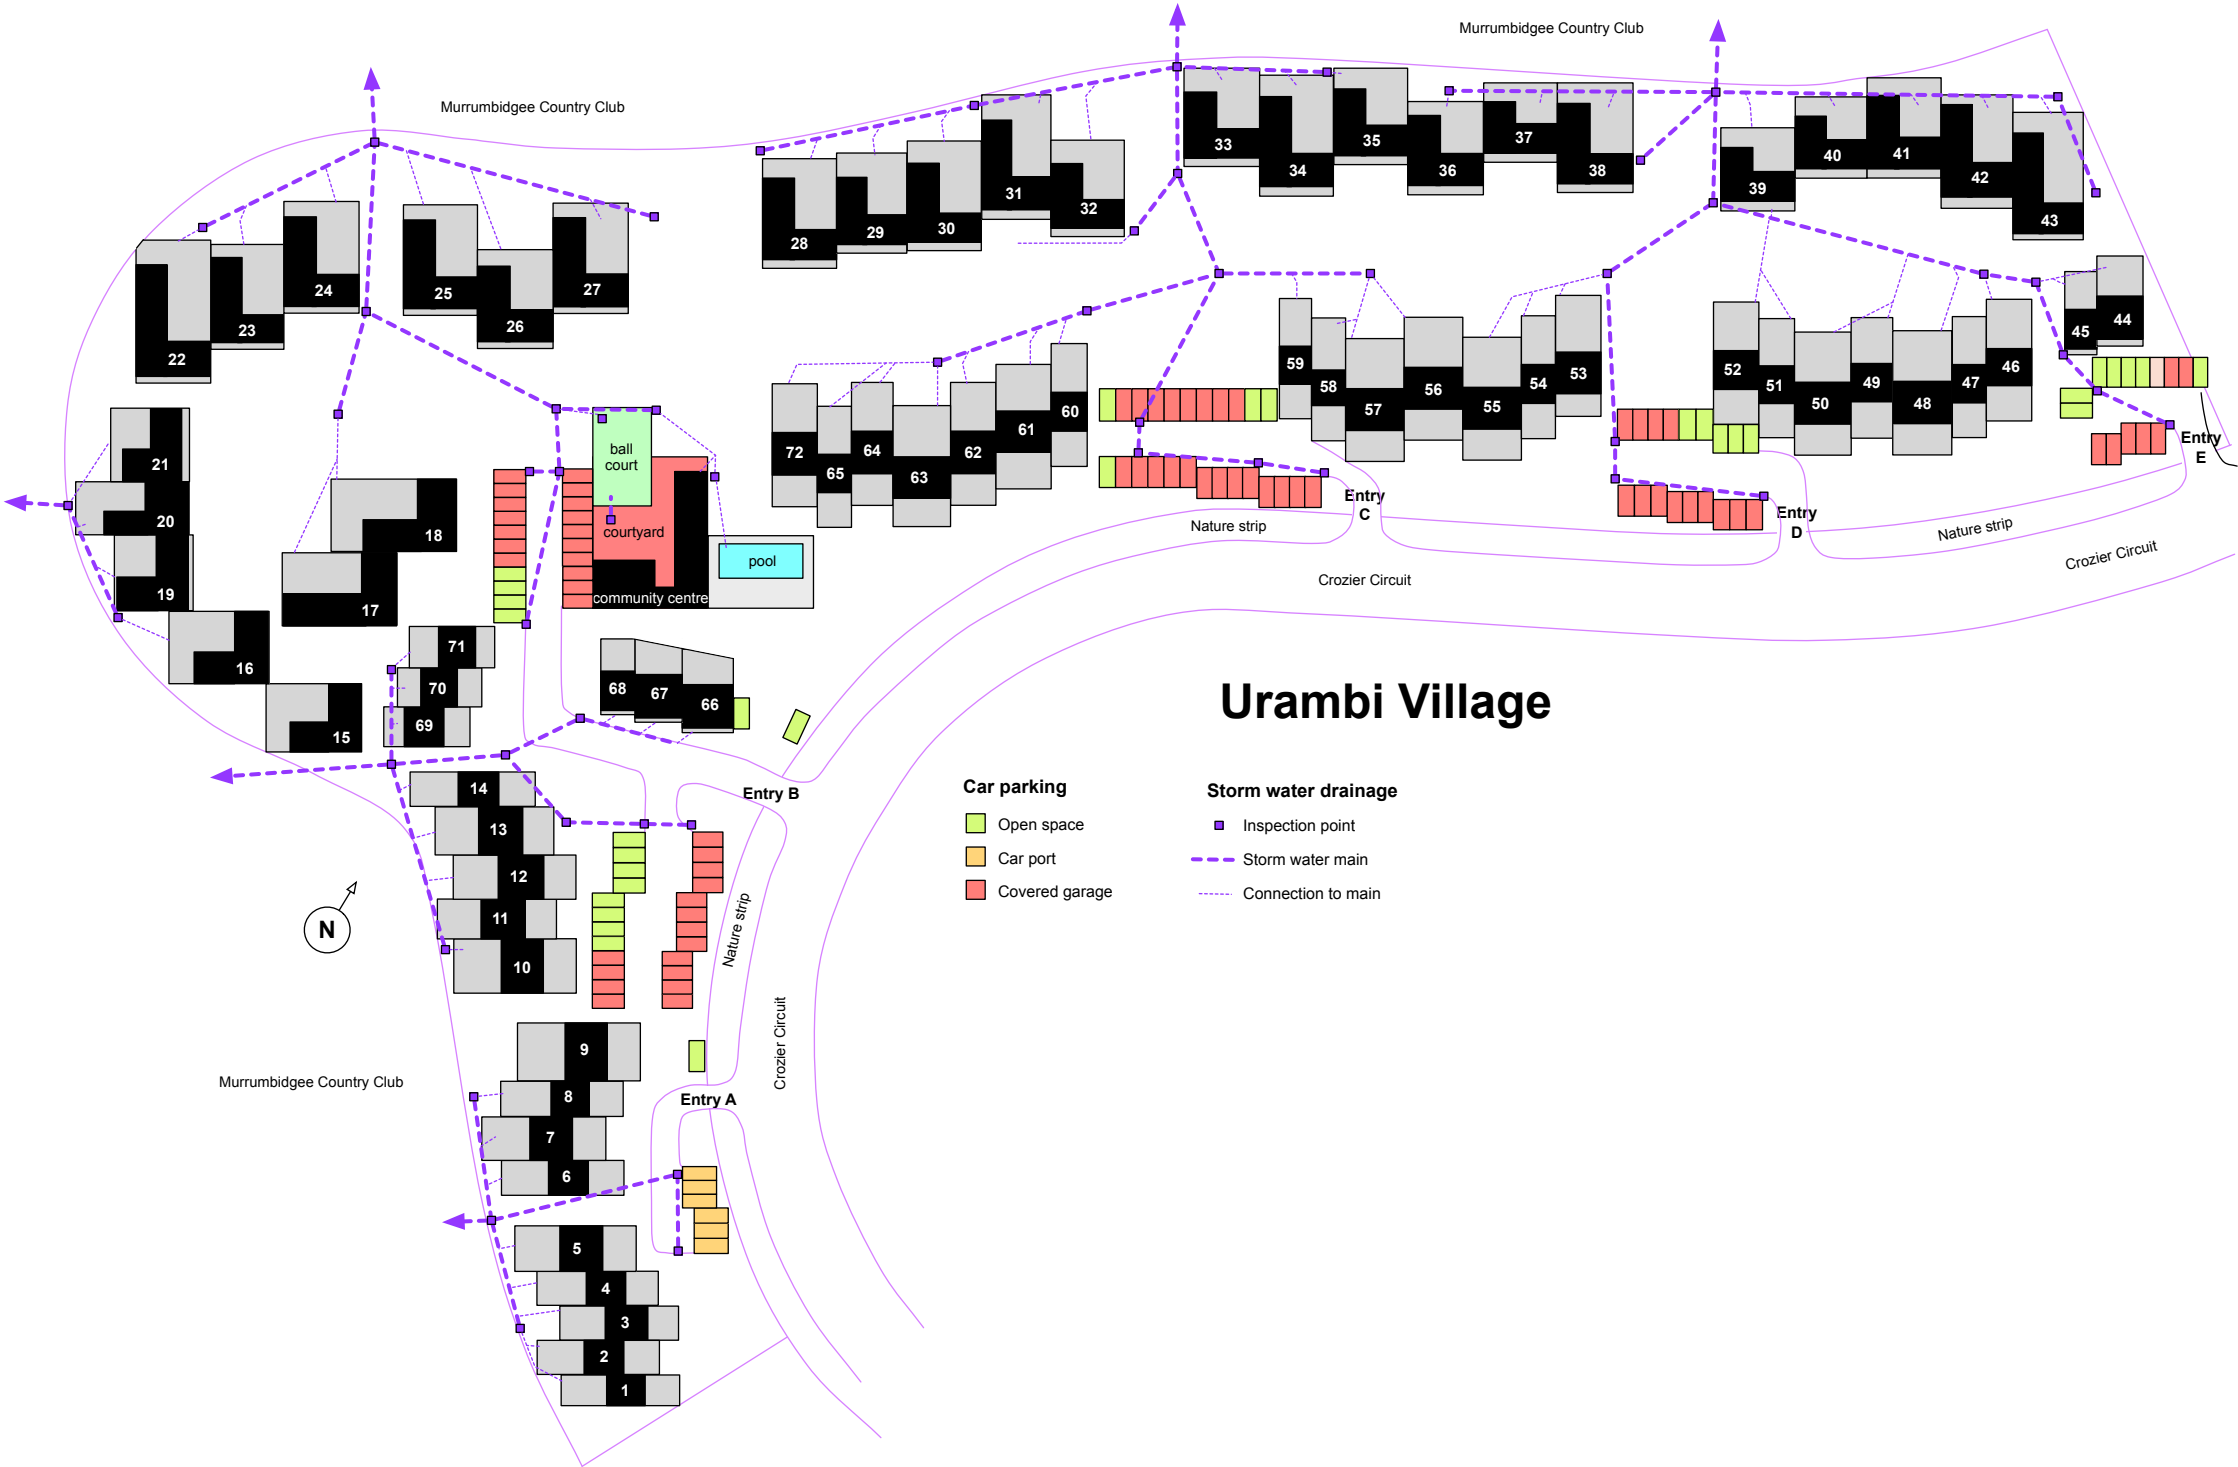 Murrumbidgee Country Club
Murrumbidgee Country Club
33
34
35
36
37
38
39
40
41
42
43
28
29
30
31
32
22
23
24
25
26
27
44
45
46
47
48
49
50
51
52
53
54
55
56
57
58
59
60
61
62
63
64
65
72
Entry
E
Entry
C
Entry
D
Nature strip
Nature strip
Crozier Circuit
Crozier Circuit
ball
court
courtyard
community centre
pool
21
20
19
18
17
16
15
71
70
69
68
67
66
Urambi Village
Entry B
Car parking
Open space
Car port
Covered garage
Storm water drainage
Inspection point
Storm water main
Connection to main
14
13
12
11
10
N
Nature strip
Crozier Circuit
Murrumbidgee Country Club
9
8
7
6
Entry A
5
4
3
2
1